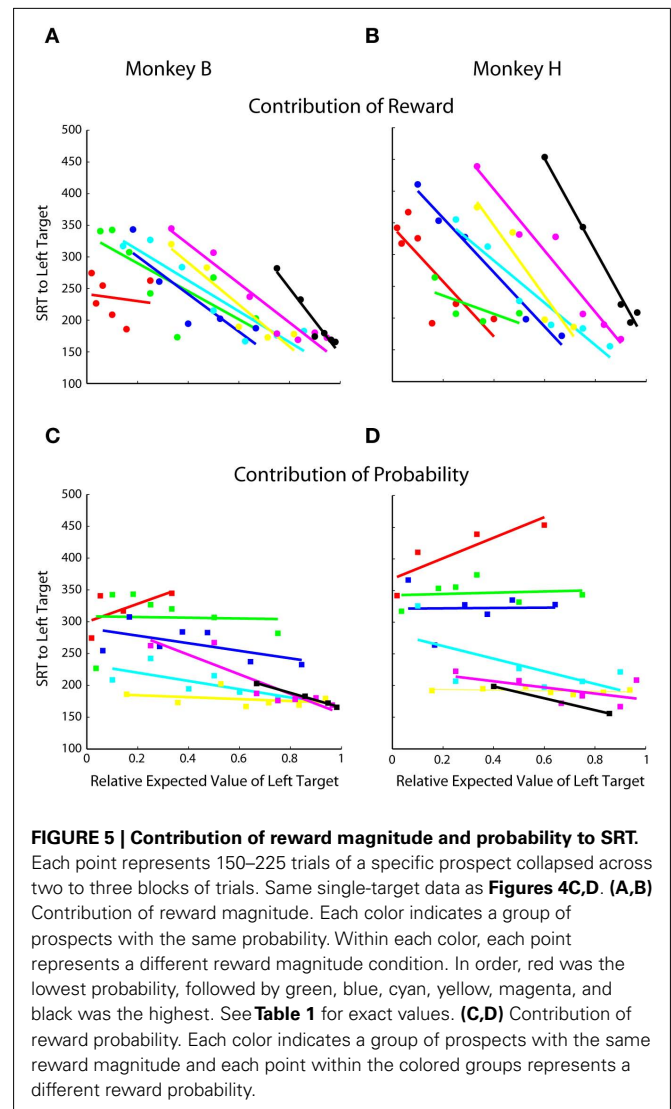 A
B
Monkey B
Monkey H
Contribution of Reward
500
450
400
350
300
250
200
150
100
SRT to Left Target
C
D
Contribution of Probability
500
450
400
350
300
250
200
150
100
SRT to Left Target
0 0.2 0.4 0.6 0.8 1
0 0.2 0.4 0.6 0.8 1
Relative Expected Value of Left Target
Relative Expected Value of Left Target
FIGURE 5 | Contribution of reward magnitude and probability to SRT.
Each point represents 150–225 trials of a specific prospect collapsed across
two to three blocks of trials. Same single-target data as Figures 4C,D. (A,B)
Contribution of reward magnitude. Each color indicates a group of
prospects with the same probability. Within each color, each point
represents a different reward magnitude condition. In order, red was the
lowest probability, followed by green, blue, cyan, yellow, magenta, and
black was the highest. See Table 1 for exact values. (C,D) Contribution of
reward probability. Each color indicates a group of prospects with the same
reward magnitude and each point within the colored groups represents a
different reward probability.